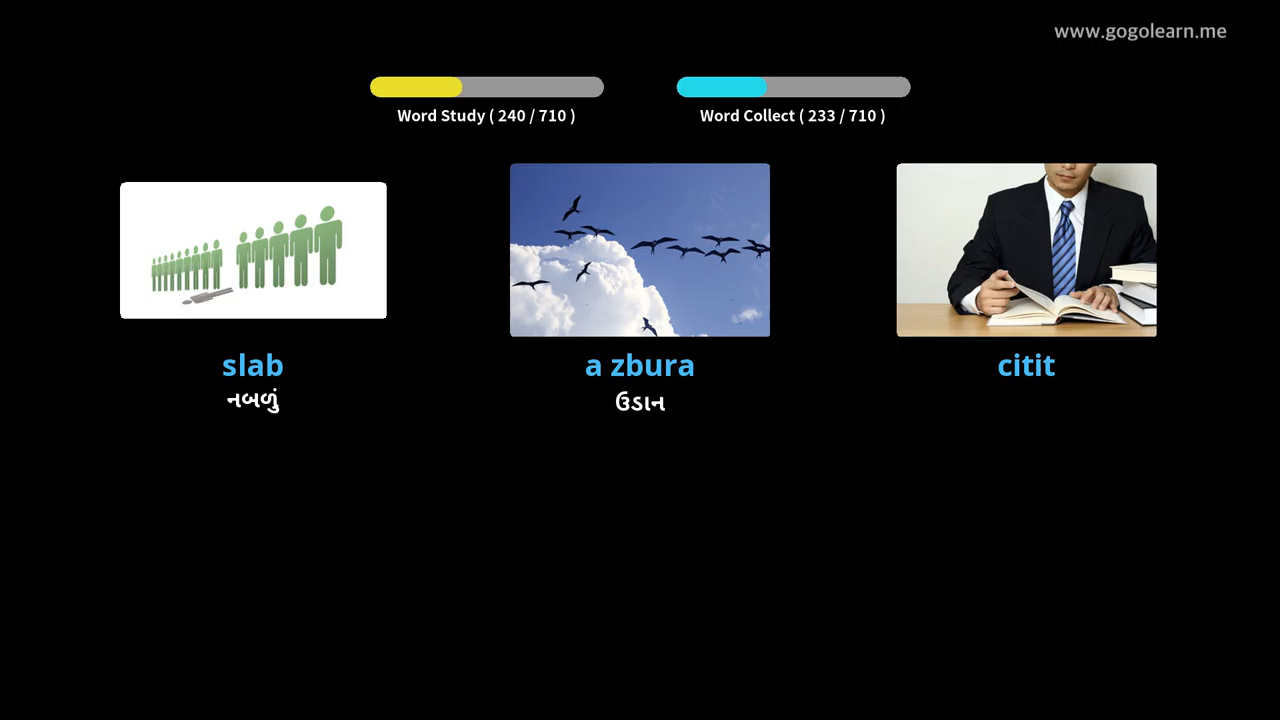 www.gogolearn.me
Word Study ( 240 / 710 )
Word Collect ( 233 / 710 )
slab
a zbura
citit
નબળું
ઉડાન